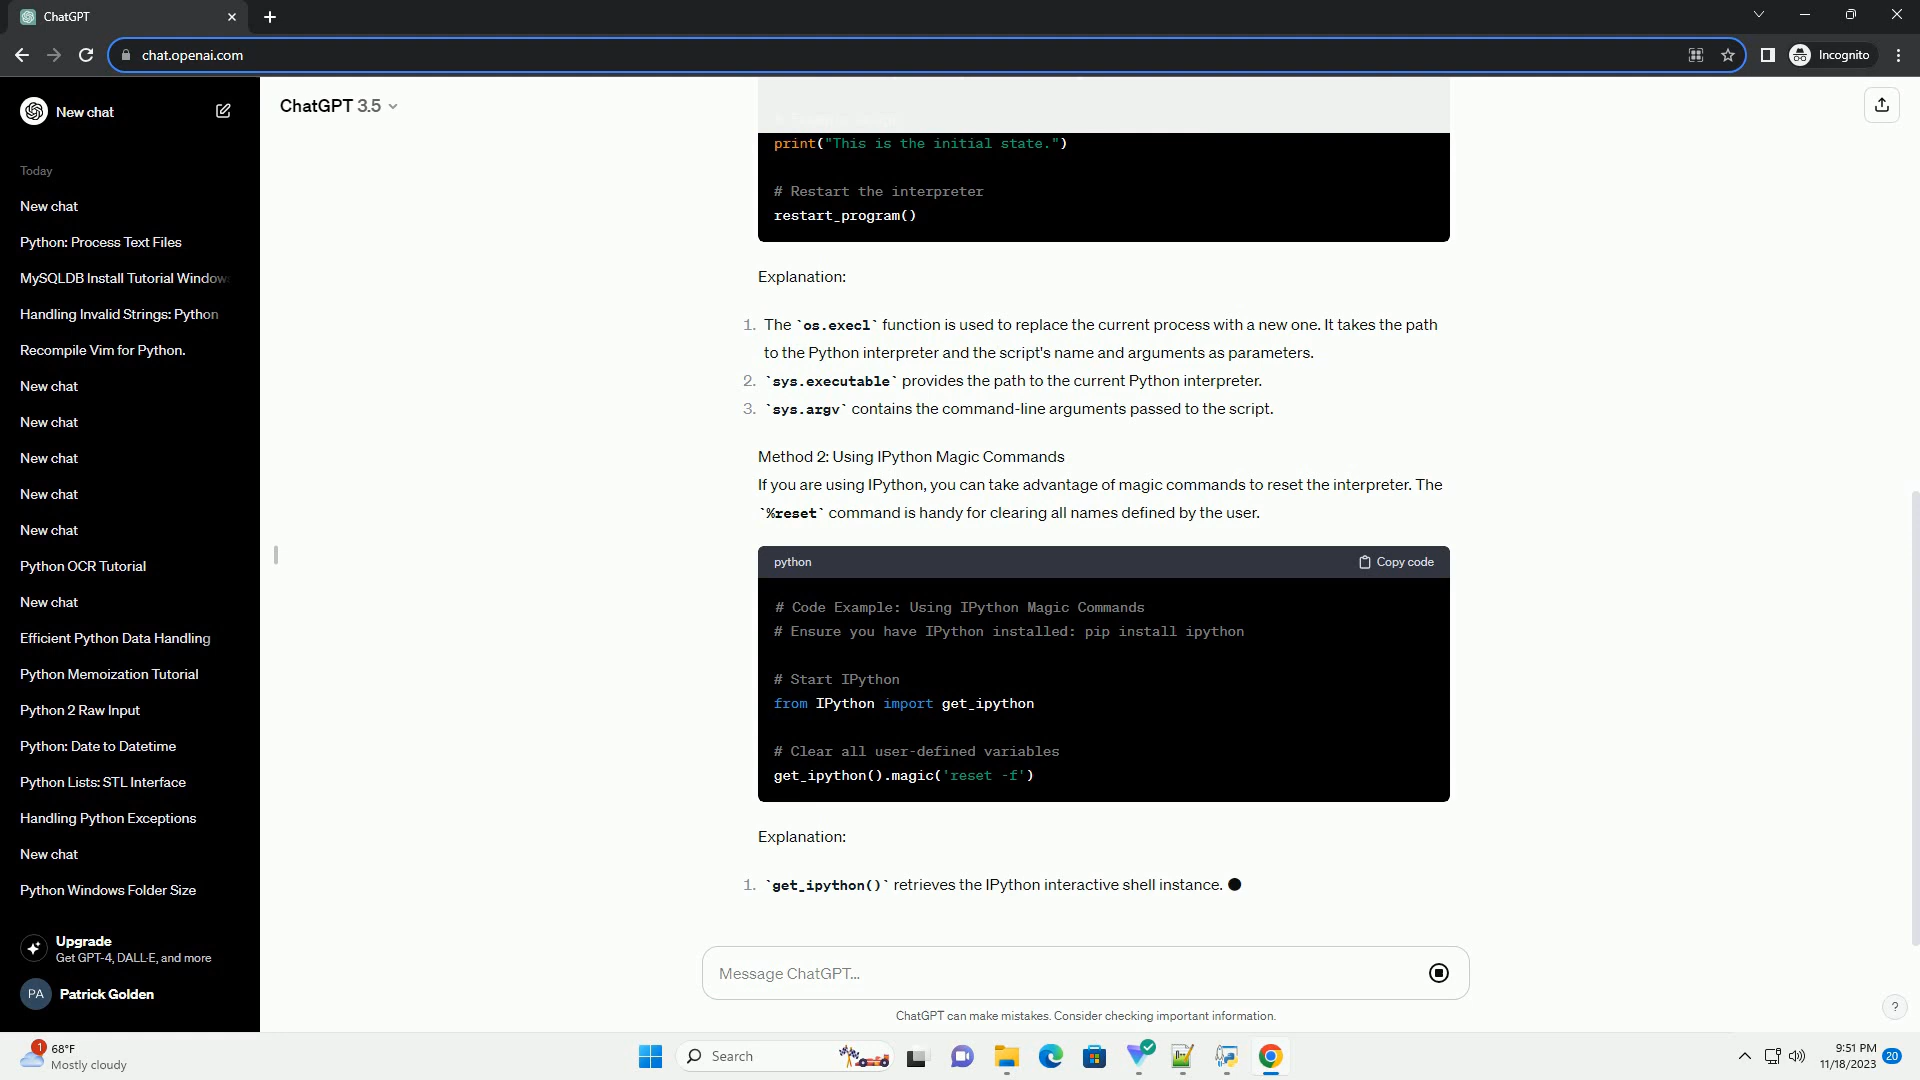 ChatGPT
chat.openai.com
Incognito
New chat
Today
New chat
Python: Process Text Files
MySQLDB Install Tutorial Window
Handling Invalid Strings: Python
Recompile Vim for Python.
New chat
New chat
New chat
New chat
New chat
Python OCR Tutorial
New chat
Efficient Python Data Handling
Python Memoization Tutorial
Python 2 Raw Input
Python: Date to Datetime
Python Lists: STL Interface
Handling Python Exceptions
New chat
Python Windows Folder Size
Upgrade
Get GPT-4, DALL·E, and more
PA
Patrick Golden
ChatGPT 3.5
print("This is the initial state.")
# Restart the interpreter
restart_program()
Explanation:
1. The `os.execl` function is used to replace the current process with a new one. It takes the path
to the Python interpreter and the script's name and arguments as parameters.
2. `sys.executable` provides the path to the current Python interpreter.
3. `sys.argv` contains the command-line arguments passed to the script.
Method 2: Using IPython Magic Commands
If you are using IPython, you can take advantage of magic commands to reset the interpreter. The
`%reset` command is handy for clearing all names defined by the user.
python
Copy code
# Code Example: Using IPython Magic Commands
# Ensure you have IPython installed: pip install ipython
# Start IPython
from IPython import get_ipython
# Clear all user-defined variables
get_ipython().magic('reset -f')
Explanation:
1. `get_ipython()` retrieves the IPython interactive shell instance.
Message ChatGPT...
ChatGPT can make mistakes. Consider checking important information.
?
1
68°F
Mostly cloudy
Search
9:51 PM
11/18/2023
20